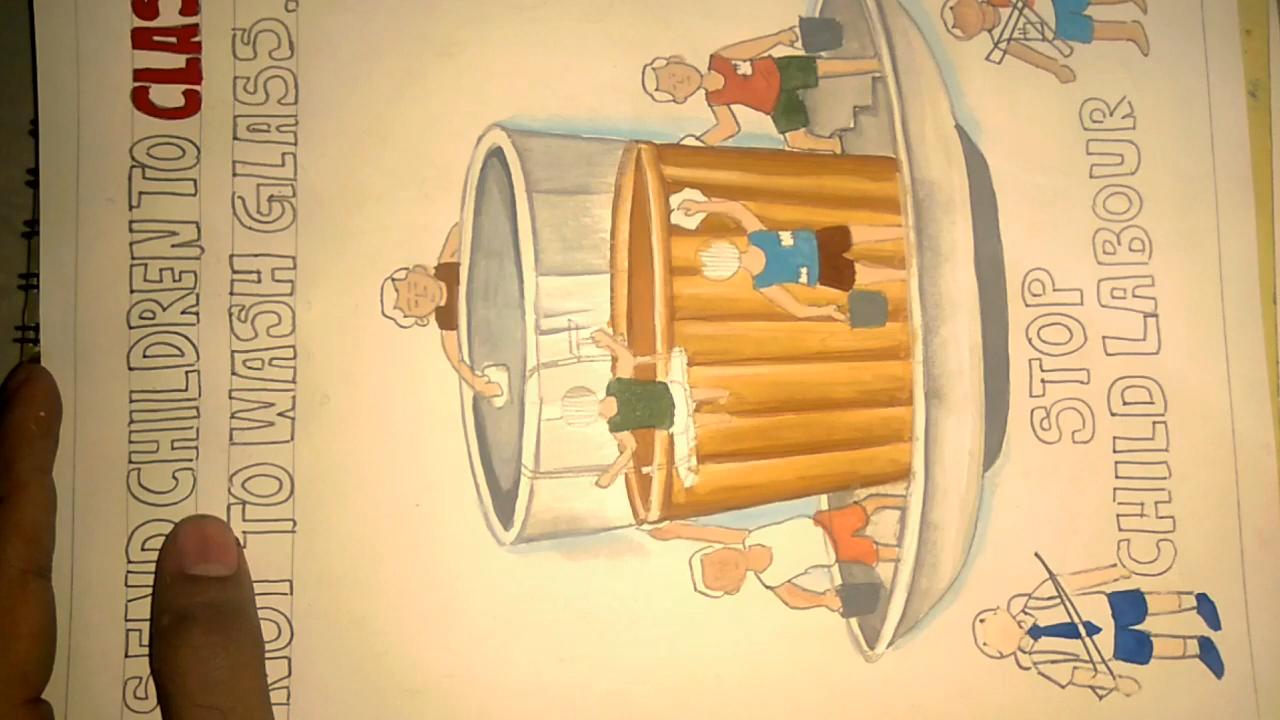 SEND CHILDREN TO CLAS
NOT TO WASH GLASS.
STOP
CHILD LABOUR